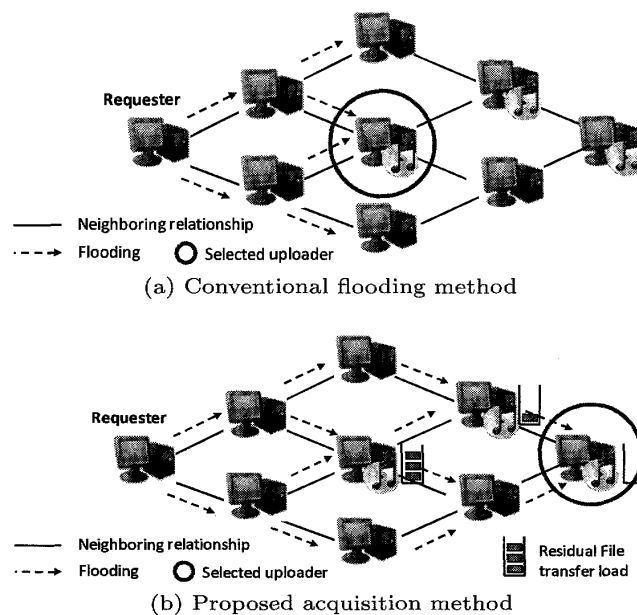 Requester
Neighboring relationship
Flooding
Selected uploader
(a) Conventional flooding method
Requester
Neighboring relationship
Flooding
Selected uploader
Residual File
transfer load
(b) Proposed acquisition method